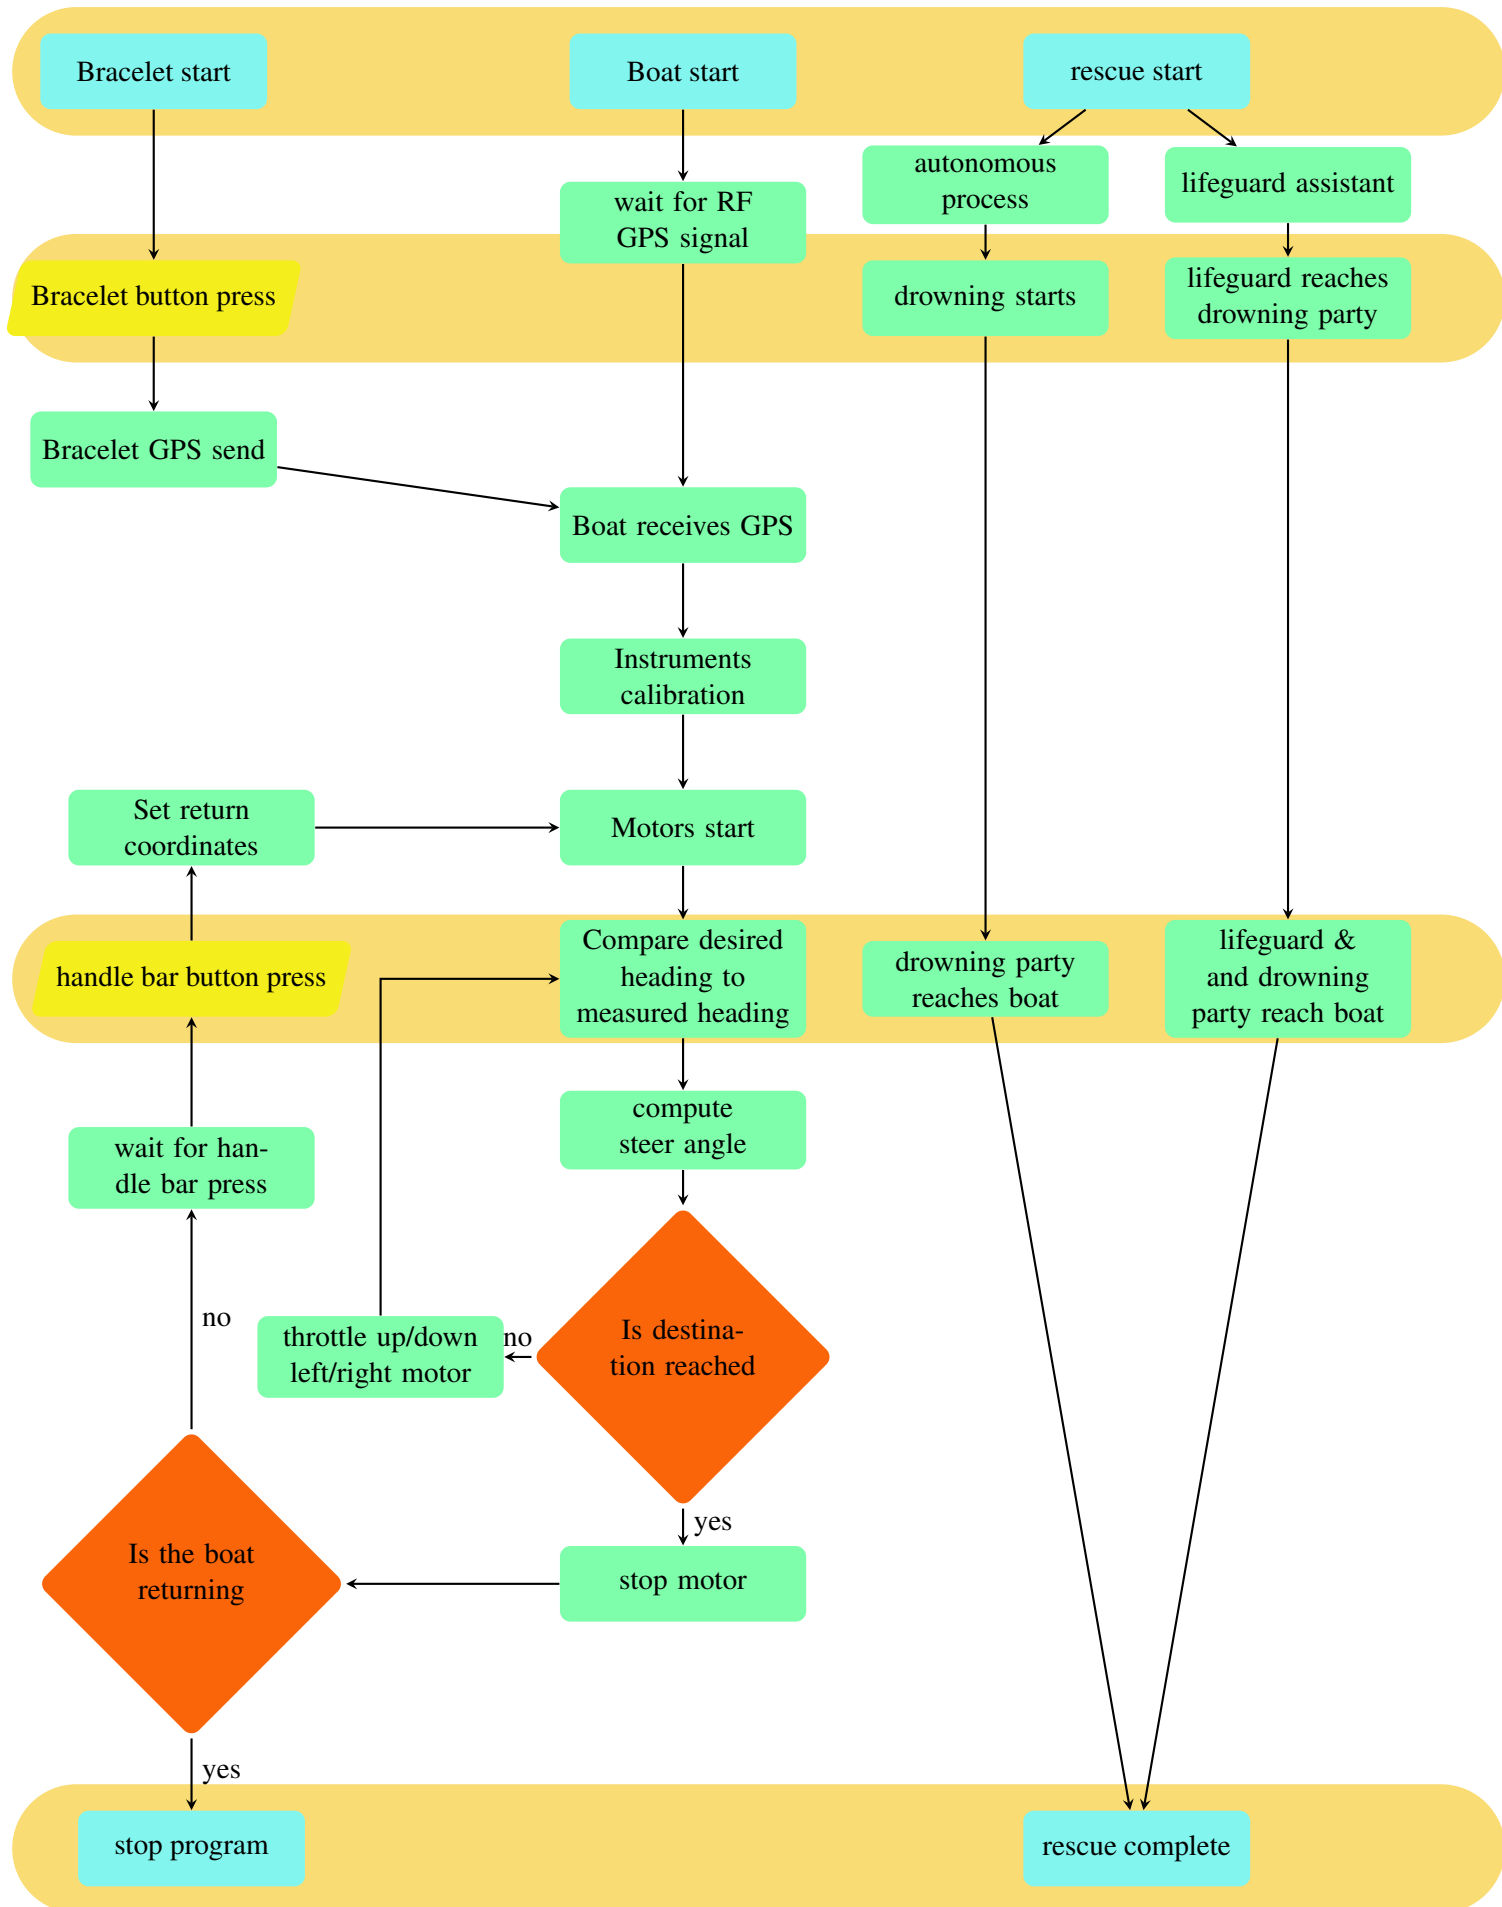 Bracelet start
Boat start
rescue start
autonomous
process
lifeguard assistant
wait for RF
GPS signal
Bracelet button press
drowning starts
lifeguard reaches
drowning party
Bracelet GPS send
Boat receives GPS
Instruments
calibration
Set return
coordinates
Motors start
handle bar button press
Compare desired
heading to
measured heading
drowning party
reaches boat
lifeguard &
and drowning
party reach boat
compute
steer angle
wait for han-
dle bar press
no
throttle up/down
left/right motor
no
Is destina-
tion reached
yes
Is the boat
returning
stop motor
yes
stop program
rescue complete